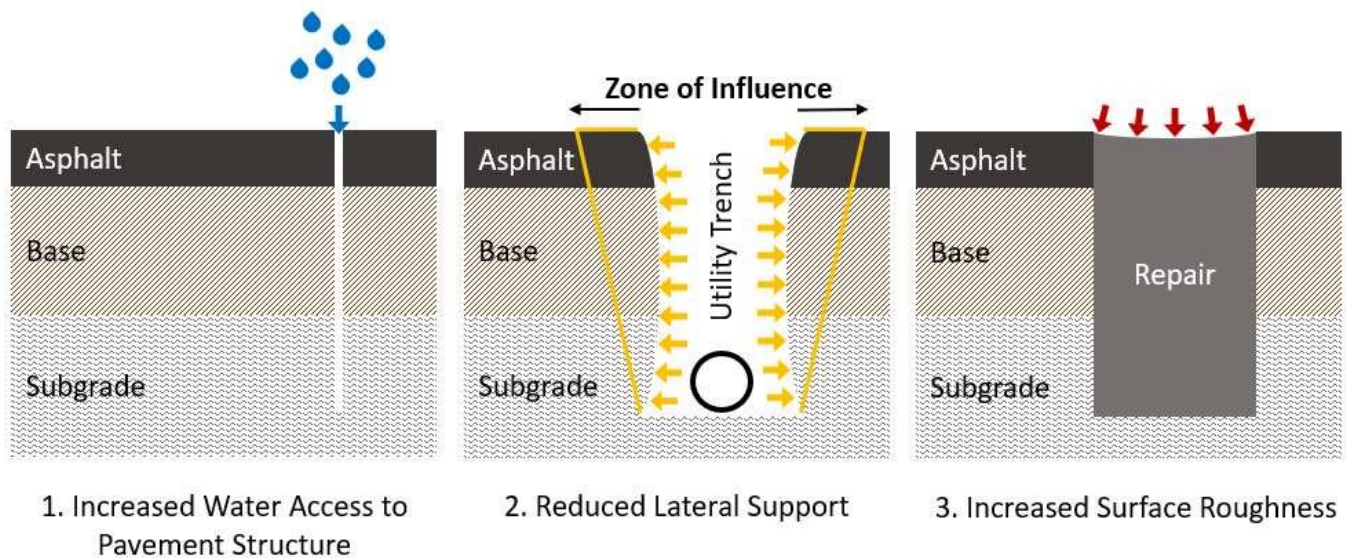 Asphalt
Base
Subgrade
1. Increased Water Access to
Pavement Structure
Zone of Influence
Asphalt
Base
Subgrade
Utility Trench
2. Reduced Lateral Support
Asphalt
Base
Subgrade
Repair
3. Increased Surface Roughness